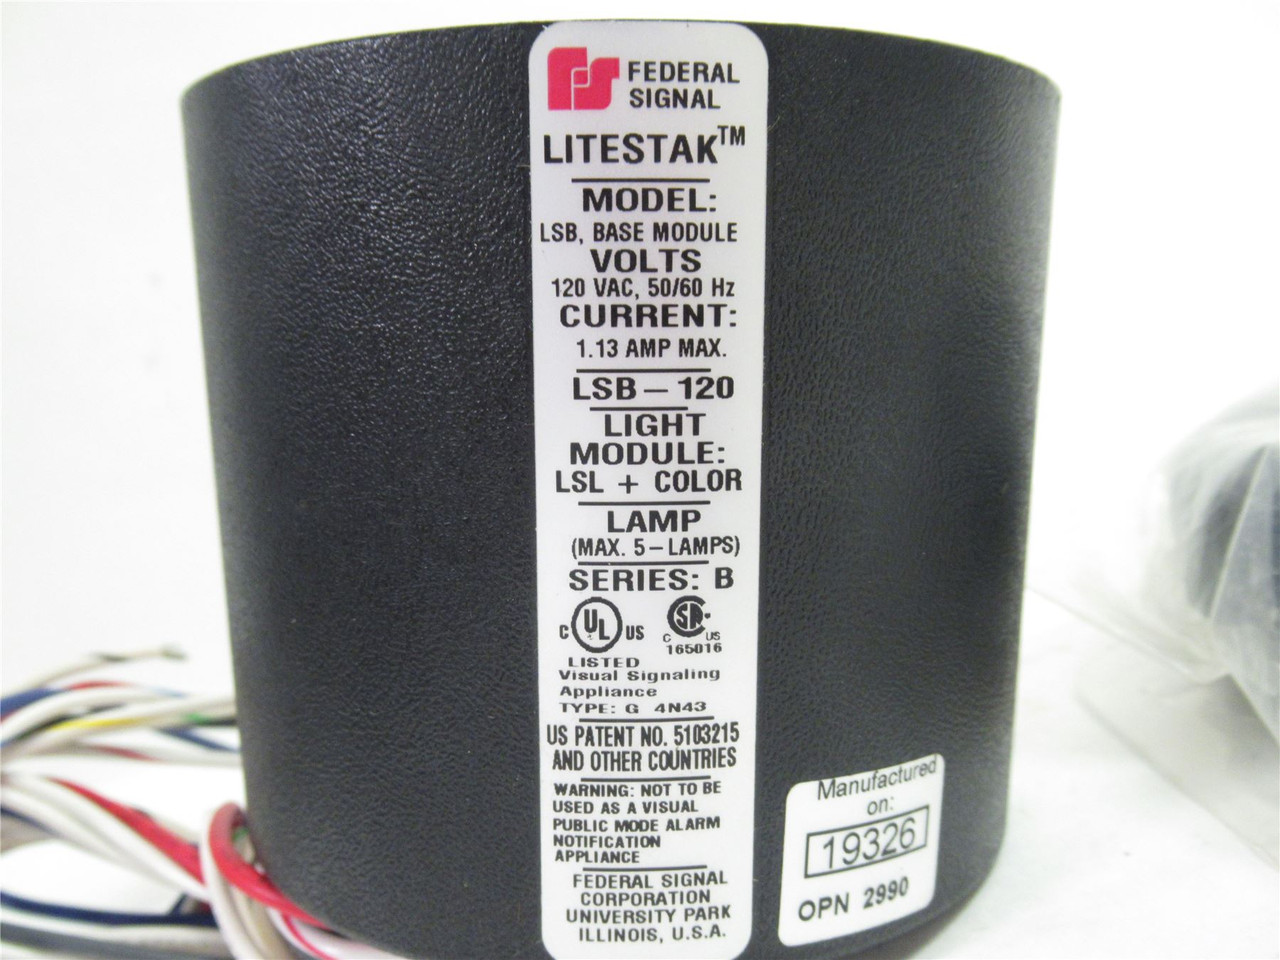 FEDERAL
SIGNAL
LITESTAK™
MODEL:
LSB, BASE MODULE
VOLTS
120 VAC, 50/60 Hz
CURRENT:
1.13 AMP MAX.
LSB – 120
LIGHT
MODULE:
LSL + COLOR
LAMP
(MAX. 5 – LAMPS)
SERIES: B
C UL US
LISTED
SA
C US
165016
Visual Signaling
Appliance
TYPE: G 4N43
US PATENT NO. 5103215
AND OTHER COUNTRIES
WARNING: NOT TO BE
USED AS A VISUAL
PUBLIC MODE ALARM
NOTIFICATION
APPLIANCE
FEDERAL SIGNAL
CORPORATION
UNIVERSITY PARK
ILLINOIS, U.S.A.
Manufactured
on:
19326
OPN 2990